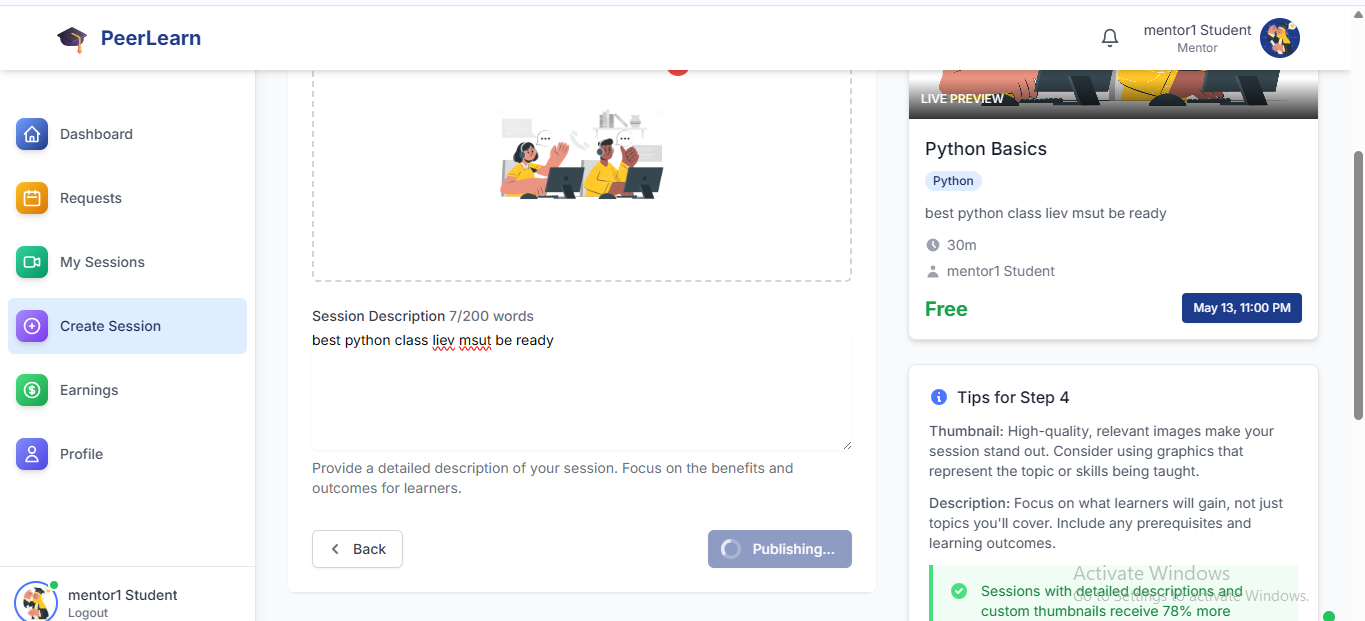 PeerLearn
mentor1 Student
Mentor
Dashboard
Requests
My Sessions
Create Session
Earnings
Profile
mentor1 Student
Logout
Session Description 7/200 words
best python class liev msut be ready
Provide a detailed description of your session. Focus on the benefits and
outcomes for learners.
Back
Publishing...
LIVE PREVIEW
Python Basics
Python
best python class liev msut be ready
30m
mentor1 Student
Free
May 13, 11:00 PM
Tips for Step 4
Thumbnail: High-quality, relevant images make your
session stand out. Consider using graphics that
represent the topic or skills being taught.
Description: Focus on what learners will gain, not just
topics you'll cover. Include any prerequisites and
learning outcomes.
Sessions with detailed descriptions and
custom thumbnails receive 78% more
Activate Windows
Go to Settings to activate Windows.